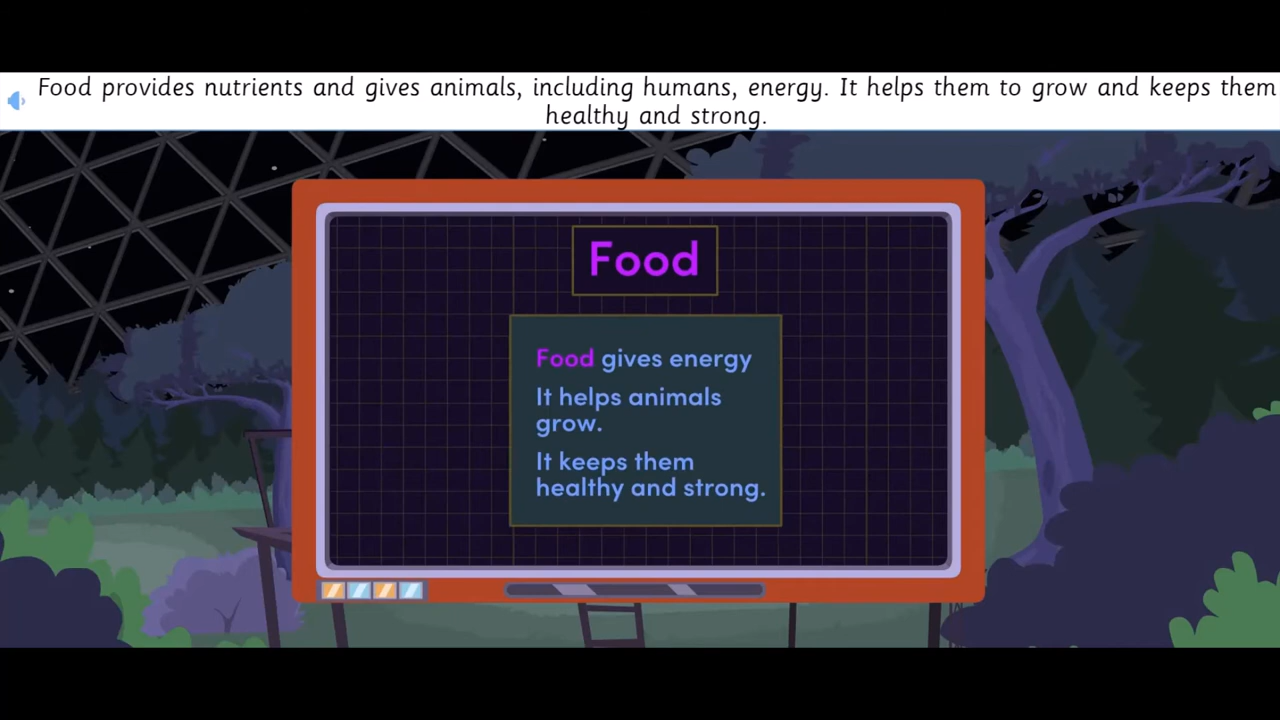 Food provides nutrients and gives animals, including humans, energy. It helps them to grow and keeps them
healthy and strong.
Food
Food gives energy
It helps animals
grow.
It keeps them
healthy and strong.